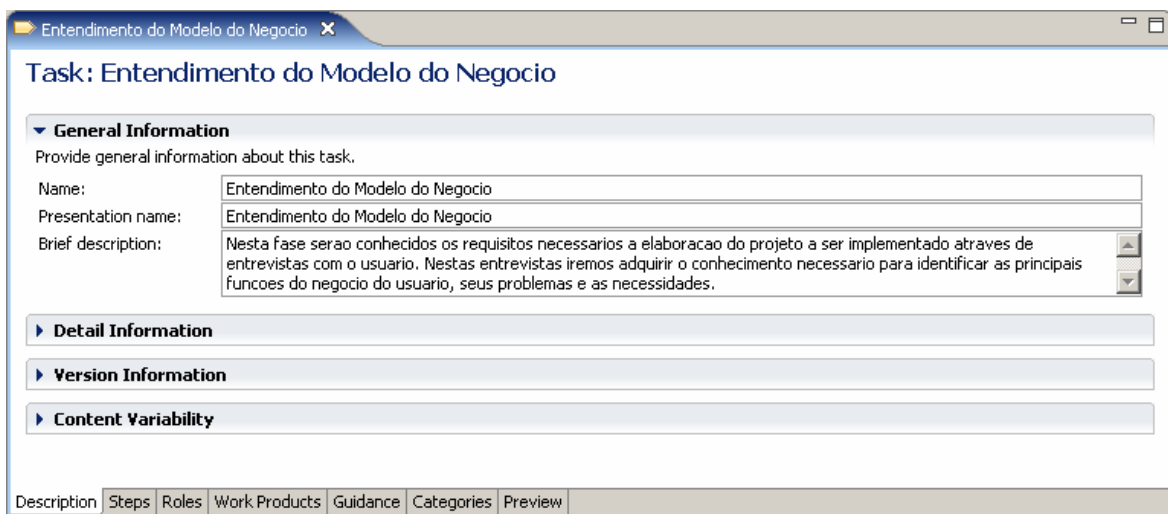 Entendimento do Modelo do Negocio
Task: Entendimento do Modelo do Negocio
General Information
Provide general information about this task.
Name: Entendimento do Modelo do Negocio
Presentation name: Entendimento do Modelo do Negocio
Brief description: Nesta fase serao conhecidos os requisitos necessarios a elaboracao do projeto a ser implementado atraves de
entrevistas com o usuario. Nestas entrevistas iremos adquirir o conhecimento necessario para identificar as principais
funcoes do negocio do usuario, seus problemas e as necessidades.
Detail Information
Version Information
Content Variability
Description Steps Roles Work Products Guidance Categories Preview